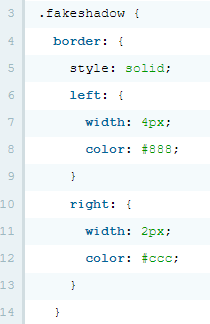 3 .fakeshadow {
4 border: {
5 style: solid;
6 left: {
7 width: 4px;
8 color: #888;
9 }
10 right: {
11 width: 2px;
12 color: #ccc;
13 }
14 }